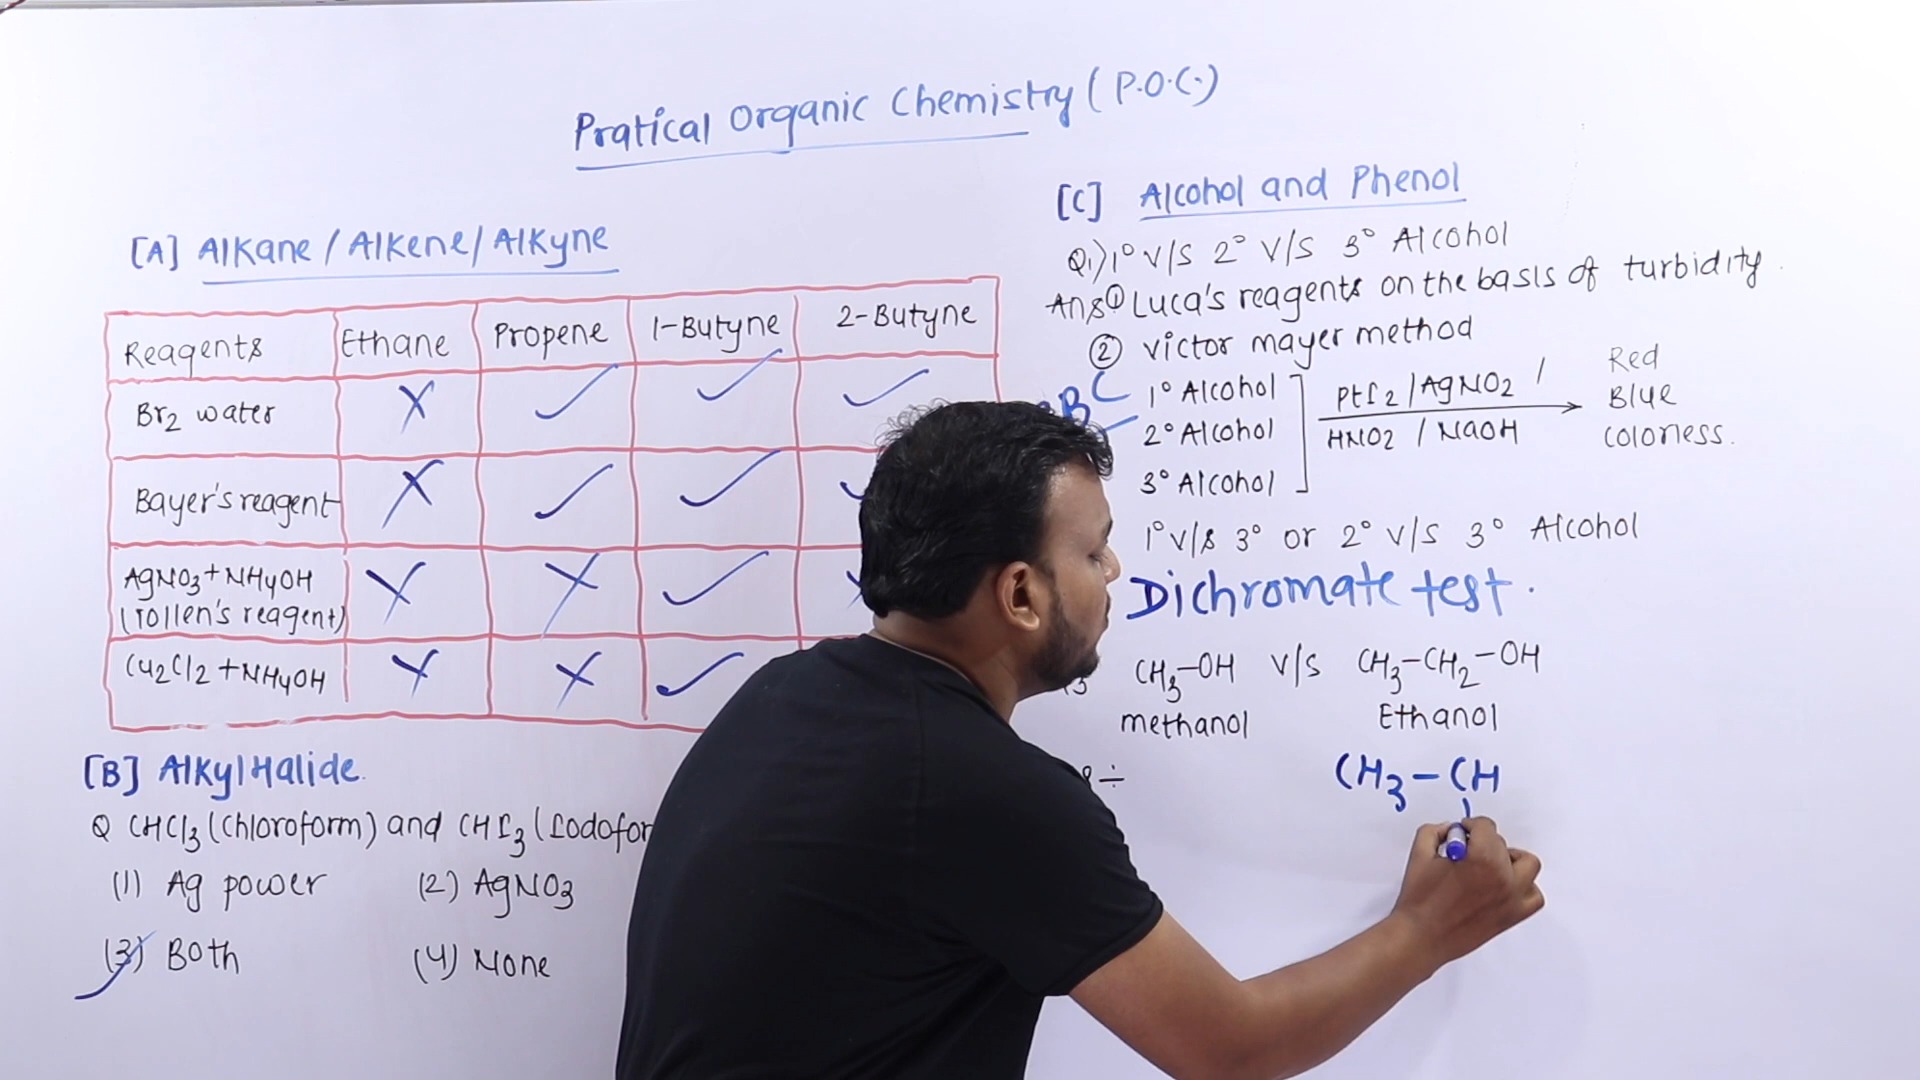 Pratical Organic Chemistry (P.O.C.)
[A] Alkane / Alkene / Alkyne
Reagents Ethane Propene 1-Butyne 2-Butyne
Br2 water X ✓ ✓ ✓
Bayer's reagent X ✓ ✓
AgNO3+NH4OH X X ✓
(Tollen's reagent)
Cu2Cl2 +NH4OH X X ✓
[B] Alkyl Halide.
Q CHCl3 (Chloroform) and CHI3 (Iodofor
(1) Ag power (2) AgNO3
(3) Both (4) None
[C] Alcohol and Phenol
Q1) 1° V/S 2° V/S 3° Alcohol
Ans ① Luca's reagents on the basis of turbidity.
② Victor mayer method
1° Alcohol PtI2 / AgNO2 / Red
2° Alcohol HNO2 / NaOH Blue
3° Alcohol Colorless.
1° V/S 3° or 2° V/S 3° Alcohol
Dichromate test.
CH3-OH V/S CH3-CH2-OH
methanol Ethanol
CH3-CH